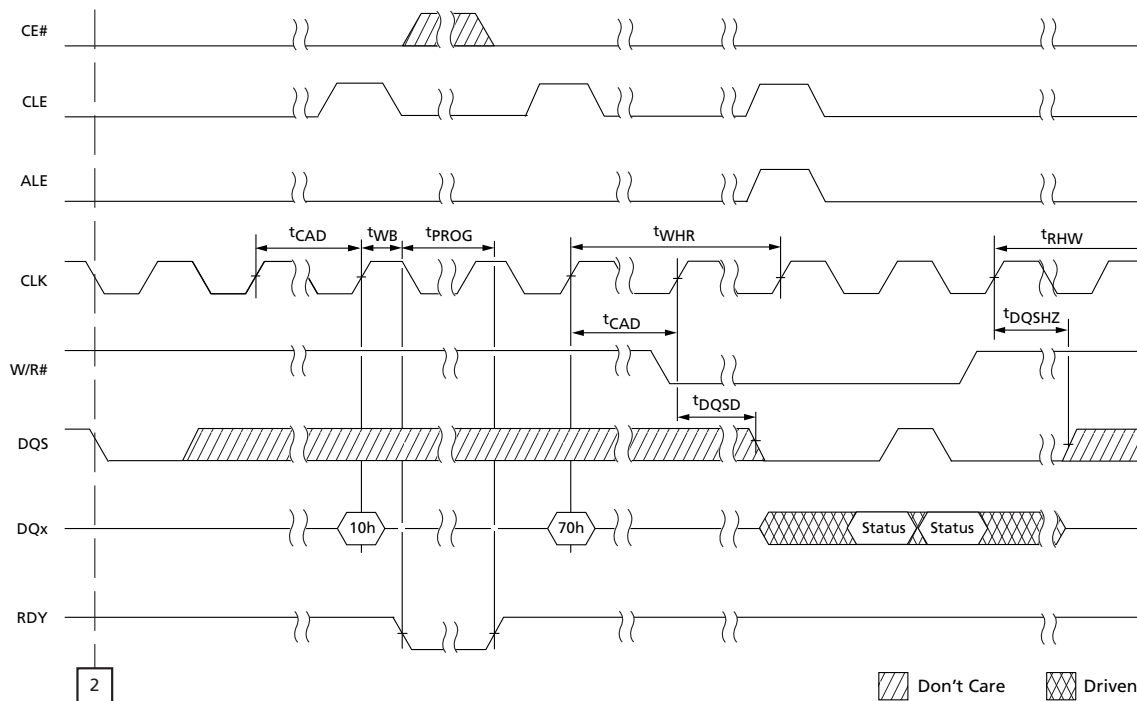 CE#
CLE
ALE
tCAD tWB tPROG tWHR tRHW
CLK
tCAD tDQSHZ
W/R#
tDQSD
DQS
DQx 10h 70h Status Status
RDY
2 Don't Care Driven